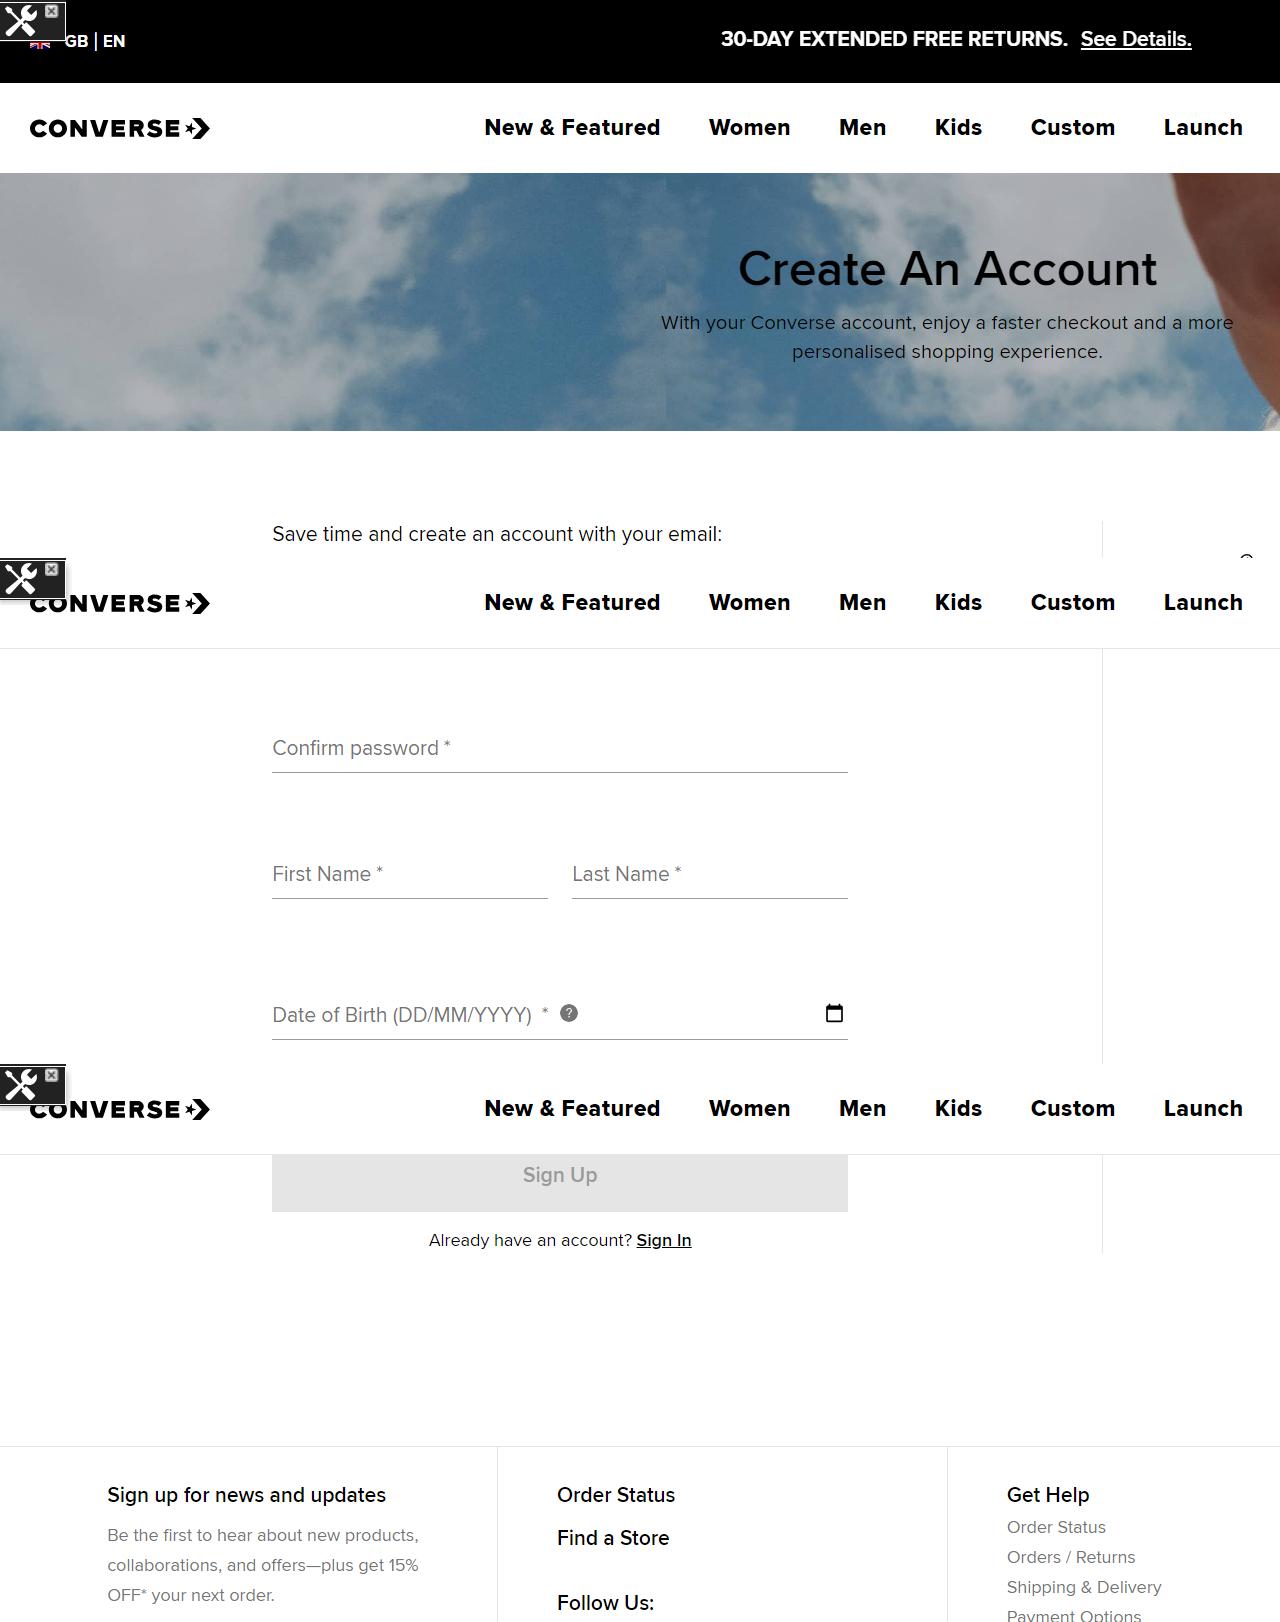 GB | EN
30-DAY EXTENDED FREE RETURNS. See Details.
CONVERSE
New & Featured Women Men Kids Custom Launch
Create An Account
With your Converse account, enjoy a faster checkout and a more
personalised shopping experience.
Save time and create an account with your email:
CONVERSE
New & Featured Women Men Kids Custom Launch
Confirm password *
First Name *
Last Name *
Date of Birth (DD/MM/YYYY) * ?
CONVERSE
New & Featured Women Men Kids Custom Launch
Sign Up
Already have an account? Sign In
Sign up for news and updates
Be the first to hear about new products,
collaborations, and offers—plus get 15%
OFF* your next order.
Order Status
Find a Store
Follow Us:
Get Help
Order Status
Orders / Returns
Shipping & Delivery
Payment Options